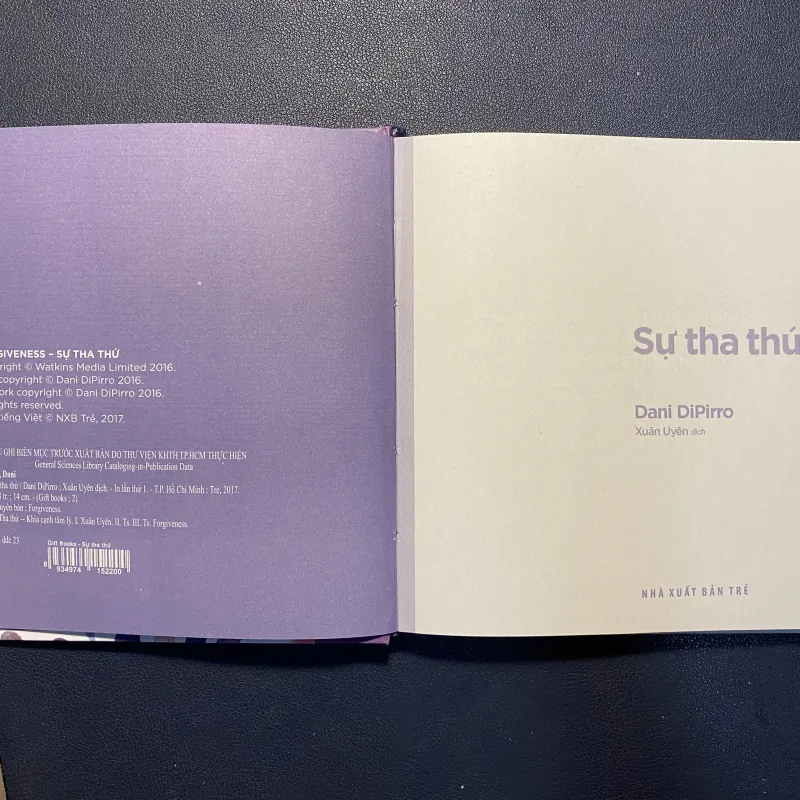 GIVENESS – SỰ THA THỨ
right © Watkins Media Limited 2016.
copyright © Dani DiPirro 2016.
ork copyright © Dani DiPirro 2016.
ghts reserved.
tiếng Việt © NXB Trẻ, 2017.
GHI BIÊN MỤC TRƯỚC XUẤT BẢN DO THƯ VIỆN KHTH TP.HCM THỰC HIỆN
General Sciences Library Cataloging-in-Publication Data
, Dani
tha thứ / Dani DiPirro ; Xuân Uyên dịch. - In lần thứ 1. - T.P. Hồ Chí Minh : Trẻ, 2017.
tr. ; 14 cm. - (Gift books ; 2).
uyên bản : Forgiveness.
Tha thứ -- Khía cạnh tâm lý. I. Xuân Uyên. II. Ts. III. Ts: Forgiveness.
ddc 23
Gift Books - Sự tha thứ
8 934974 152200
Sự tha thứ
Dani DiPirro
Xuân Uyên dịch
NHÀ XUẤT BẢN TRẺ